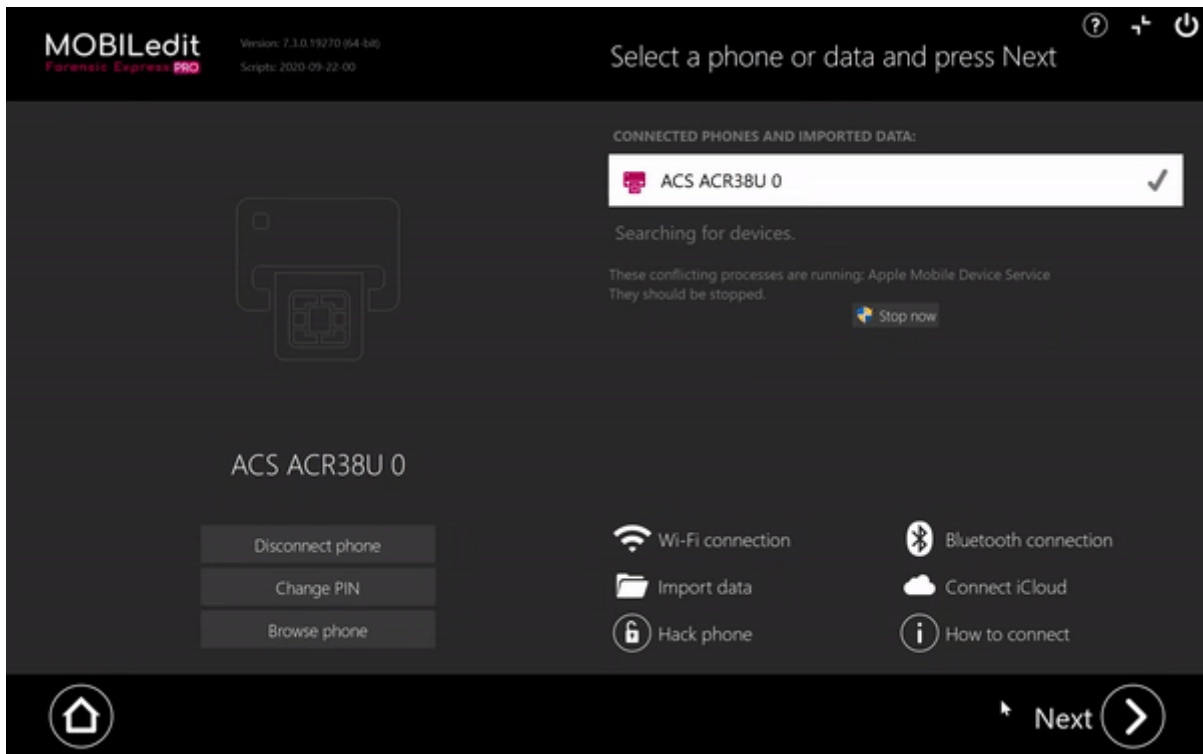 MOBILedit
Forensic Express PRO
Version: 7.3.0.19270 (64-bit)
Scripts: 2020-09-22-00
Select a phone or data and press Next
CONNECTED PHONES AND IMPORTED DATA:
ACS ACR38U 0
Searching for devices.
These conflicting processes are running: Apple Mobile Device Service
They should be stopped.
Stop now
ACS ACR38U 0
Disconnect phone
Change PIN
Browse phone
Wi-Fi connection
Bluetooth connection
Import data
Connect iCloud
Hack phone
How to connect
Next